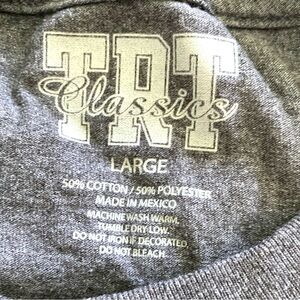 TRT
Classics
LARGE
50% COTTON / 50% POLYESTER
MADE IN MEXICO
MACHINE WASH WARM.
TUMBLE DRY LOW.
DO NOT IRON IF DECORATED.
DO NOT BLEACH.